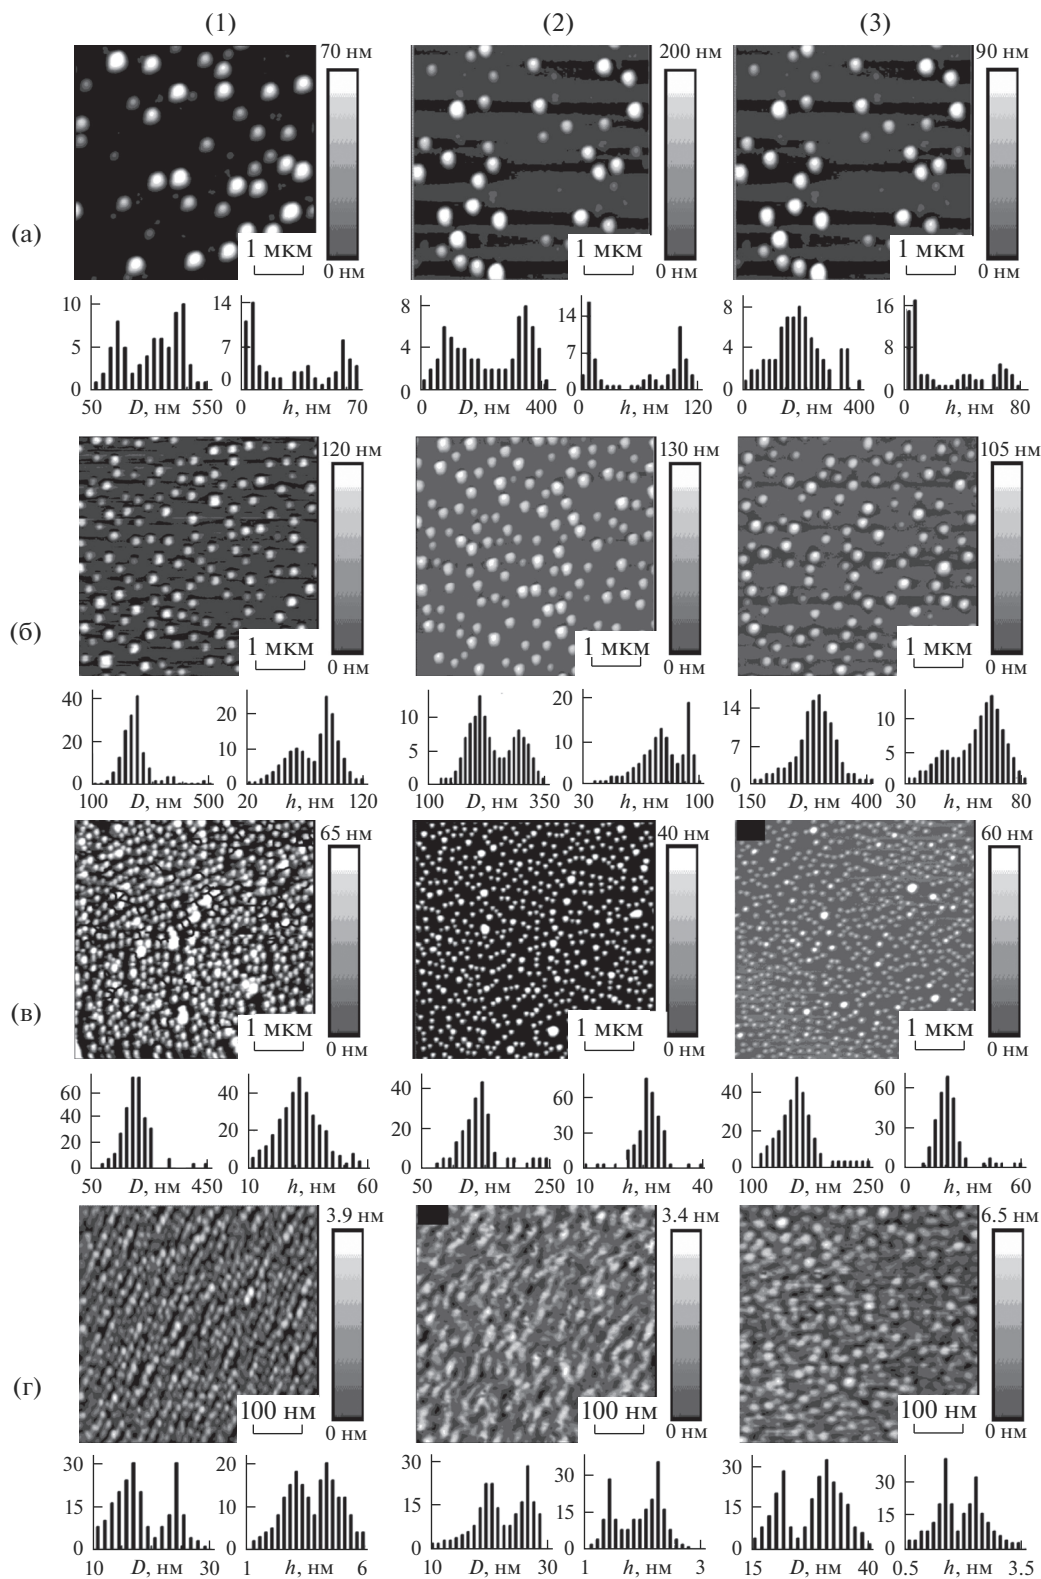 (1) (2) (3)
70 нм 200 нм 90 нм
(а)
1 мкм 1 мкм 1 мкм
0 нм 0 нм 0 нм
10 14 8 8 16
5 7 4 14 7 4 8
0 0 0 0 0 0
50 D, нм 550 0 h, нм 70 0 D, нм 400 0 h, нм 120 0 D, нм 400 0 h, нм 80
120 нм 130 нм 105 нм
(б)
1 мкм 1 мкм 1 мкм
0 нм 0 нм 0 нм
40 20 10 20 14 10
20 10 5 10 7 5
0 0 0 0 0 0
100 D, нм 500 20 h, нм 120 100 D, нм 350 30 h, нм 100 150 D, нм 400 30 h, нм 80
65 нм 40 нм 60 нм
(в)
1 мкм 1 мкм 1 мкм
0 нм 0 нм 0 нм
60 40 40 60 40 60
40 20 20 30 20 30
20
0 0 0 0 0 0
50 D, нм 450 10 h, нм 60 50 D, нм 250 10 h, нм 40 100 D, нм 250 0 h, нм 60
3.9 нм 3.4 нм 6.5 нм
(г)
100 нм 100 нм 100 нм
0 нм 0 нм 0 нм
30 20 30 30 30 30
15 10 15 15 15 15
0 0 0 0 0 0
10 D, нм 30 1 h, нм 6 10 D, нм 30 1 h, нм 3 15 D, нм 40 0.5 h, нм 3.5